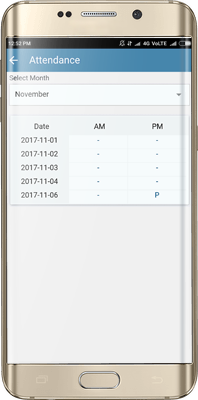 12:53 PM 4G VoLTE
Attendance
Select Month
November
Date AM PM
2017-11-01 - -
2017-11-02 - -
2017-11-03 - -
2017-11-04 - -
2017-11-06 - P